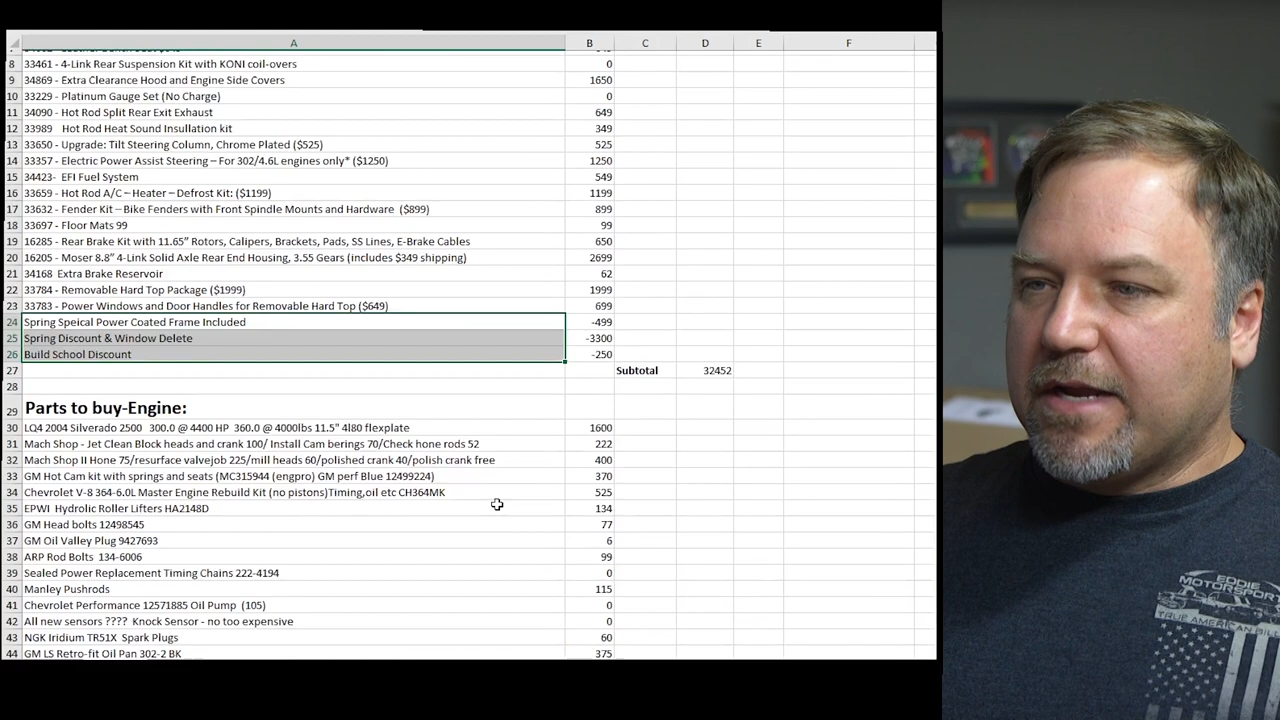 A B C D E F
8 33461 - 4-Link Rear Suspension Kit with KONI coil-overs 0
9 34869 - Extra Clearance Hood and Engine Side Covers 1650
10 33229 - Platinum Gauge Set (No Charge) 0
11 34090 - Hot Rod Split Rear Exit Exhaust 649
12 33989 Hot Rod Heat Sound Insullation kit 349
13 33650 - Upgrade: Tilt Steering Column, Chrome Plated ($525) 525
14 33357 - Electric Power Assist Steering – For 302/4.6L engines only* ($1250) 1250
15 34423- EFI Fuel System 549
16 33659 - Hot Rod A/C – Heater – Defrost Kit: ($1199) 1199
17 33632 - Fender Kit – Bike Fenders with Front Spindle Mounts and Hardware ($899) 899
18 33697 - Floor Mats 99 99
19 16285 - Rear Brake Kit with 11.65" Rotors, Calipers, Brackets, Pads, SS Lines, E-Brake Cables 650
20 16205 - Moser 8.8" 4-Link Solid Axle Rear End Housing, 3.55 Gears (includes $349 shipping) 2699
21 34168 Extra Brake Reservoir 62
22 33784 - Removable Hard Top Package ($1999) 1999
23 33783 - Power Windows and Door Handles for Removable Hard Top ($649) 699
24 Spring Speical Power Coated Frame Included -499
25 Spring Discount & Window Delete -3300
26 Build School Discount -250
27 Subtotal 32452
28
29 Parts to buy-Engine:
30 LQ4 2004 Silverado 2500 300.0 @ 4400 HP 360.0 @ 4000lbs 11.5" 4l80 flexplate 1600
31 Mach Shop - Jet Clean Block heads and crank 100/ Install Cam berings 70/Check hone rods 52 222
32 Mach Shop II Hone 75/resurface valvejob 225/mill heads 60/polished crank 40/polish crank free 400
33 GM Hot Cam kit with springs and seats (MC315944 (engpro) GM perf Blue 12499224) 370
34 Chevrolet V-8 364-6.0L Master Engine Rebuild Kit (no pistons)Timing,oil etc CH364MK 525
35 EPWI Hydrolic Roller Lifters HA2148D 134
36 GM Head bolts 12498545 77
37 GM Oil Valley Plug 9427693 6
38 ARP Rod Bolts 134-6006 99
39 Sealed Power Replacement Timing Chains 222-4194 0
40 Manley Pushrods 115
41 Chevrolet Performance 12571885 Oil Pump (105) 0
42 All new sensors ???? Knock Sensor - no too expensive 0
43 NGK Iridium TR51X Spark Plugs 60
44 GM LS Retro-fit Oil Pan 302-2 BK 375
EDDIE
MOTORSPORT
TRUE AMERICAN BIL